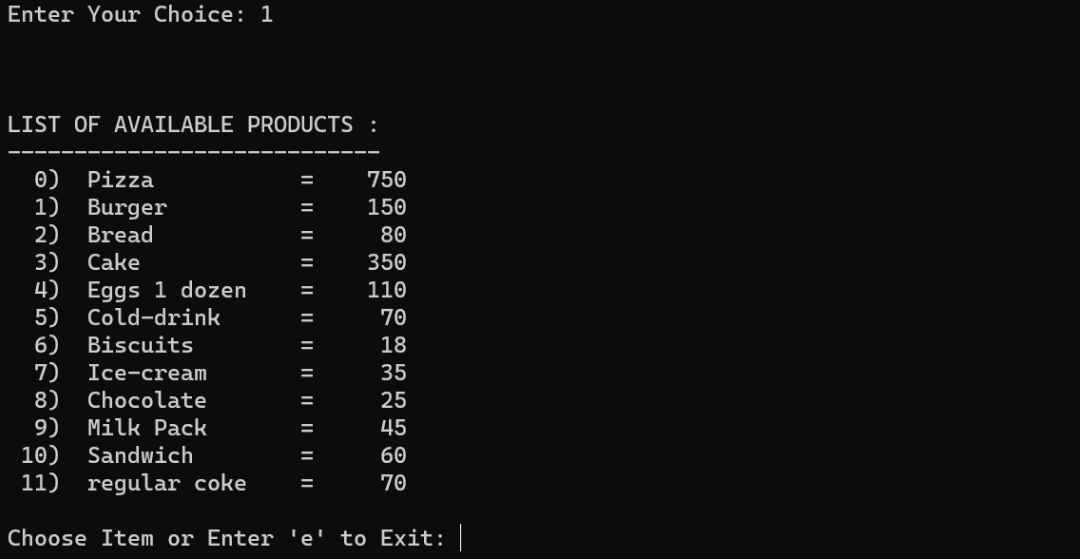 Enter Your Choice: 1
LIST OF AVAILABLE PRODUCTS :
----------------------------
0) Pizza = 750
1) Burger = 150
2) Bread = 80
3) Cake = 350
4) Eggs 1 dozen = 110
5) Cold-drink = 70
6) Biscuits = 18
7) Ice-cream = 35
8) Chocolate = 25
9) Milk Pack = 45
10) Sandwich = 60
11) regular coke = 70
Choose Item or Enter 'e' to Exit: